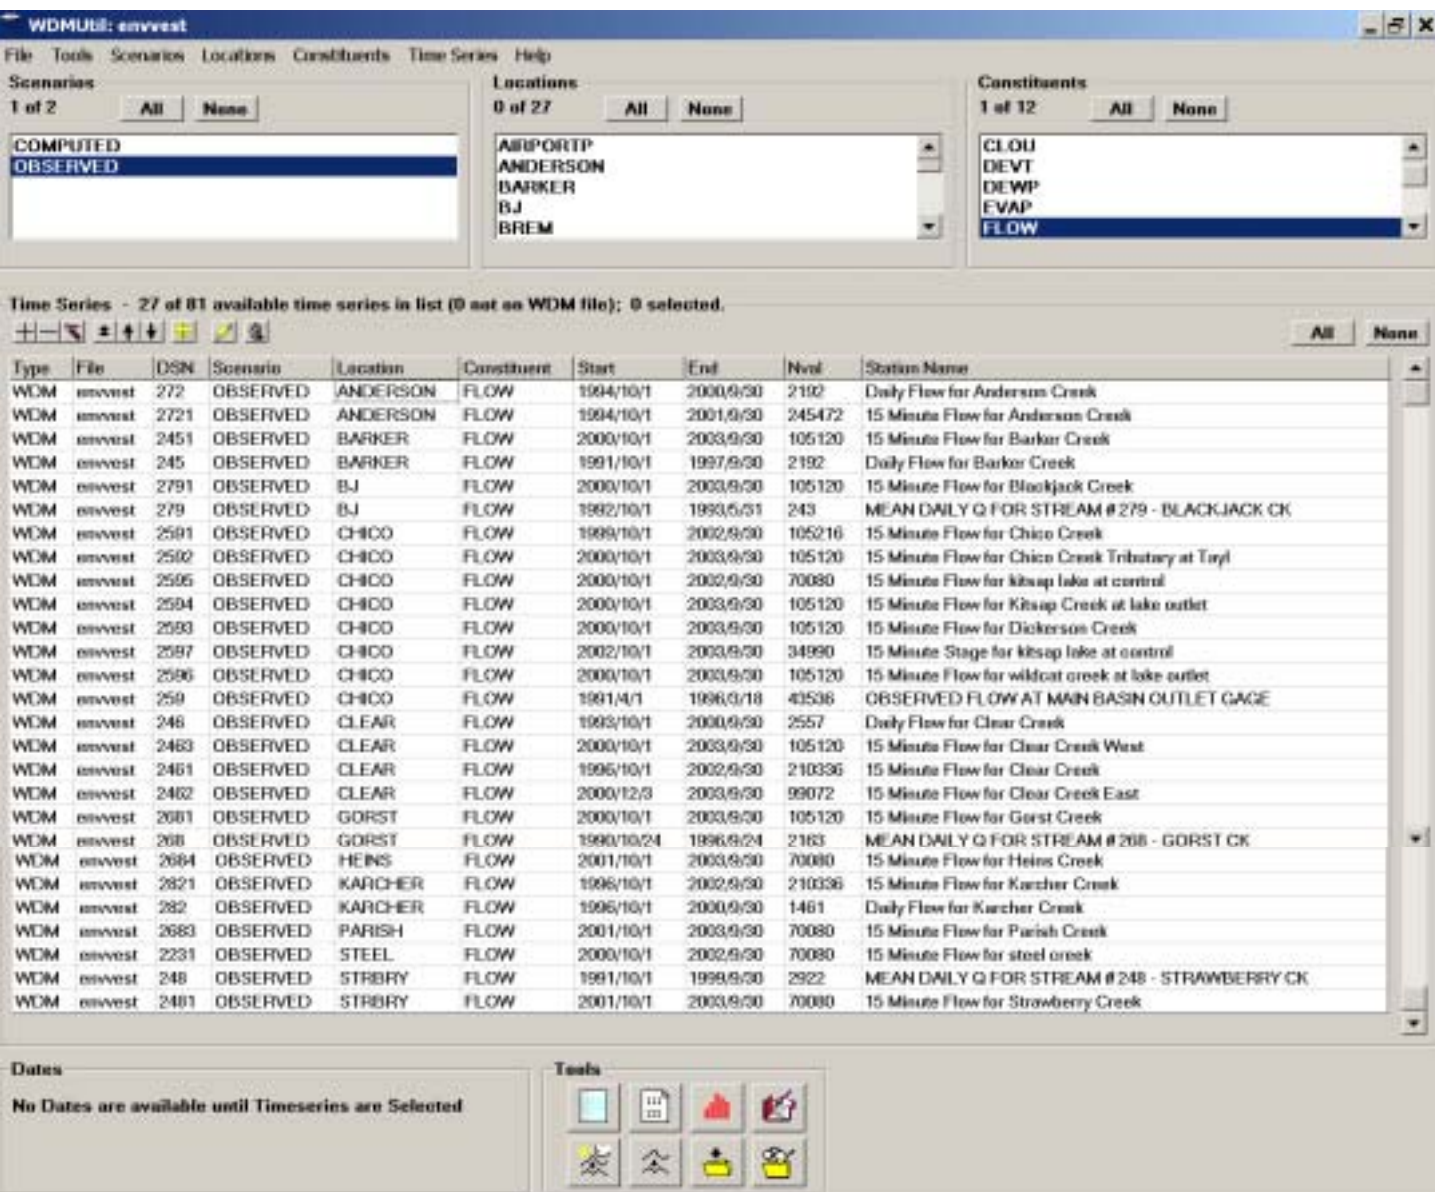 WDMUtil: envvest
File Tools Scenarios Locations Constituents Time Series Help
Scenarios Locations Constituents
1 of 2 All None 0 of 27 All None 1 of 12 All None
COMPUTED AIRPORTP CLOU
OBSERVED ANDERSON DEVT
BARKER DEWP
BJ EVAP
BREM FLOW
Time Series - 27 of 81 available time series in list (0 not on WDM file); 0 selected.
All None
Type File DSN Scenario Location Constituent Start End Nval Station Name
WDM envvest 272 OBSERVED ANDERSON FLOW 1994/10/1 2000/9/30 2192 Daily Flow for Anderson Creek
WDM envvest 2721 OBSERVED ANDERSON FLOW 1994/10/1 2001/9/30 245472 15 Minute Flow for Anderson Creek
WDM envvest 2451 OBSERVED BARKER FLOW 2000/10/1 2003/9/30 105120 15 Minute Flow for Barker Creek
WDM envvest 245 OBSERVED BARKER FLOW 1991/10/1 1997/9/30 2192 Daily Flow for Barker Creek
WDM envvest 2791 OBSERVED BJ FLOW 2000/10/1 2003/9/30 105120 15 Minute Flow for Blackjack Creek
WDM envvest 279 OBSERVED BJ FLOW 1992/10/1 1993/5/31 243 MEAN DAILY Q FOR STREAM # 279 - BLACKJACK CK
WDM envvest 2591 OBSERVED CHICO FLOW 1999/10/1 2002/9/30 105216 15 Minute Flow for Chico Creek
WDM envvest 2592 OBSERVED CHICO FLOW 2000/10/1 2003/9/30 105120 15 Minute Flow for Chico Creek Tributary at Tayl
WDM envvest 2595 OBSERVED CHICO FLOW 2000/10/1 2002/9/30 70080 15 Minute Flow for kitsap lake at control
WDM envvest 2594 OBSERVED CHICO FLOW 2000/10/1 2003/9/30 105120 15 Minute Flow for Kitsap Creek at lake outlet
WDM envvest 2593 OBSERVED CHICO FLOW 2000/10/1 2003/9/30 105120 15 Minute Flow for Dickerson Creek
WDM envvest 2597 OBSERVED CHICO FLOW 2002/10/1 2003/9/30 34990 15 Minute Stage for kitsap lake at control
WDM envvest 2596 OBSERVED CHICO FLOW 2000/10/1 2003/9/30 105120 15 Minute Flow for wildcat creek at lake outlet
WDM envvest 259 OBSERVED CHICO FLOW 1991/4/1 1996/3/18 43536 OBSERVED FLOW AT MAIN BASIN OUTLET GAGE
WDM envvest 246 OBSERVED CLEAR FLOW 1993/10/1 2000/9/30 2557 Daily Flow for Clear Creek
WDM envvest 2463 OBSERVED CLEAR FLOW 2000/10/1 2003/9/30 105120 15 Minute Flow for Clear Creek West
WDM envvest 2461 OBSERVED CLEAR FLOW 1996/10/1 2002/9/30 210336 15 Minute Flow for Clear Creek
WDM envvest 2462 OBSERVED CLEAR FLOW 2000/12/3 2003/9/30 99072 15 Minute Flow for Clear Creek East
WDM envvest 2681 OBSERVED GORST FLOW 2000/10/1 2003/9/30 105120 15 Minute Flow for Gorst Creek
WDM envvest 268 OBSERVED GORST FLOW 1990/10/24 1996/9/24 2163 MEAN DAILY Q FOR STREAM # 268 - GORST CK
WDM envvest 2684 OBSERVED HEINS FLOW 2001/10/1 2003/9/30 70080 15 Minute Flow for Heins Creek
WDM envvest 2821 OBSERVED KARCHER FLOW 1996/10/1 2002/9/30 210336 15 Minute Flow for Karcher Creek
WDM envvest 282 OBSERVED KARCHER FLOW 1996/10/1 2000/9/30 1461 Daily Flow for Karcher Creek
WDM envvest 2683 OBSERVED PARISH FLOW 2001/10/1 2003/9/30 70080 15 Minute Flow for Parish Creek
WDM envvest 2231 OBSERVED STEEL FLOW 2000/10/1 2002/9/30 70080 15 Minute Flow for steel creek
WDM envvest 248 OBSERVED STRBRY FLOW 1991/10/1 1999/9/30 2922 MEAN DAILY Q FOR STREAM # 248 - STRAWBERRY CK
WDM envvest 2481 OBSERVED STRBRY FLOW 2001/10/1 2003/9/30 70080 15 Minute Flow for Strawberry Creek
Dates Tools
No Dates are available until Timeseries are Selected